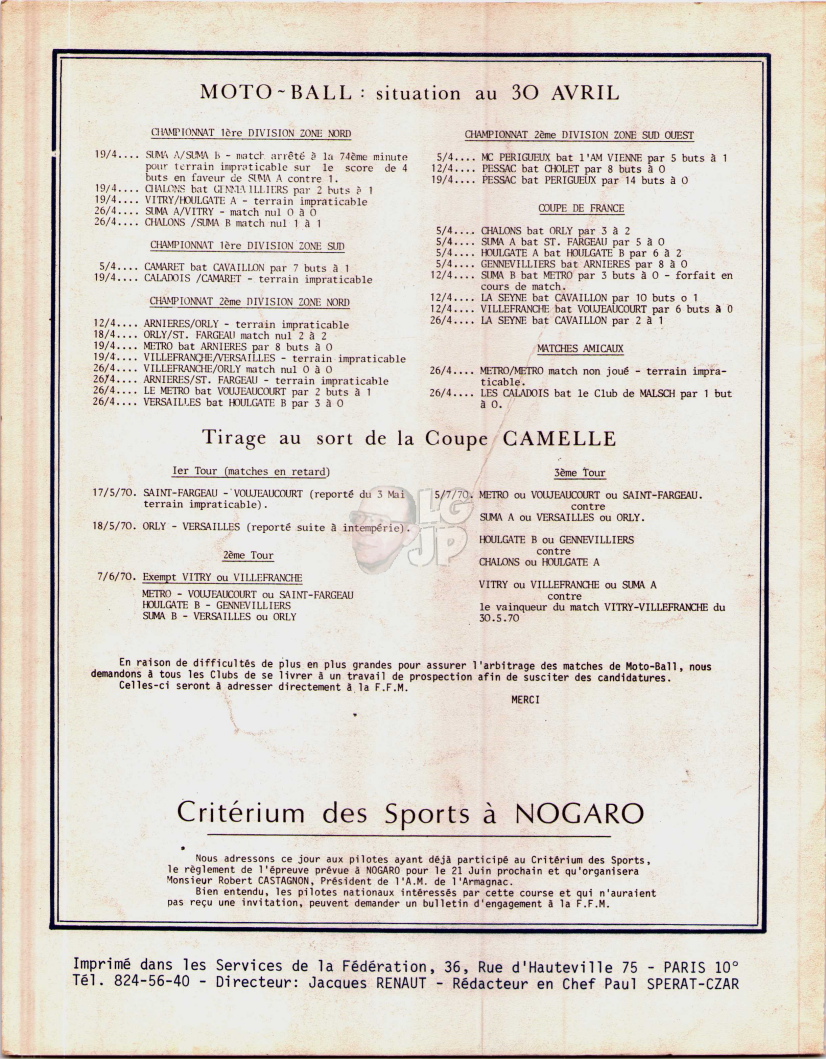 MOTO~BALL : situation au 30 AVRIL
CHAMPIONNAT 1ère DIVISION ZONE NORD
19/4.... SUMA A/SUMA B - match arrêté à la 74ème minute
pour terrain impraticable sur le score de 4
buts en faveur de SUMA A contre 1.
19/4.... CHALONS bat GENNEVILLIERS par 2 buts à 1
19/4.... VITRY/HOULGATE A - terrain impraticable
26/4.... SUMA A/VITRY - match nul O à O
26/4.... CHALONS /SUMA B match nul 1 à 1
CHAMPIONNAT 1ère DIVISION ZONE SUD
5/4.... CAMARET bat CAVAILLON par 7 buts à 1
19/4.... CALADOIS /CAMARET - terrain impraticable
CHAMPIONNAT 2ème DIVISION ZONE NORD
12/4.... ARNIERES/ORLY - terrain impraticable
18/4.... ORLY/ST. FARGEAU match nul 2 à 2
19/4.... METRO bat ARNIERES par 8 buts à O
19/4.... VILLEFRANCHE/VERSAILLES - terrain impraticable
26/4.... VILLEFRANCHE/ORLY match nul O à O
26/4.... ARNIERES/ST. FARGEAU - terrain impraticable
26/4.... LE METRO bat VOUJEAUCOURT par 2 buts à 1
26/4.... VERSAILLES bat HOULGATE B par 3 à O
CHAMPIONNAT 2ème DIVISION ZONE SUD OUEST
5/4.... MC PERIGUEUX bat l'AM VIENNE par 5 buts à 1
12/4.... PESSAC bat CHOLET par 8 buts à O
19/4.... PESSAC bat PERIGUEUX par 14 buts à O
COUPE DE FRANCE
5/4.... CHALONS bat ORLY par 3 à 2
5/4.... SUMA A bat ST. FARGEAU par 5 à O
5/4.... HOULGATE A bat HOULGATE B par 6 à 2
5/4.... GENNEVILLIERS bat ARNIERES par 8 à O
12/4.... SUMA B bat METRO par 3 buts à O - forfait en
cours de match.
12/4.... LA SEYNE bat CAVAILLON par 10 buts o 1
12/4.... VILLEFRANCHE bat VOUJEAUCOURT par 6 buts à O
26/4.... LA SEYNE bat CAVAILLON par 2 à 1
MATCHES AMICAUX
26/4.... METRO/METRO match non joué - terrain impra-
ticable.
26/4.... LES CALADOIS bat le Club de MALSCH par 1 but
à O.
Tirage au sort de la Coupe CAMELLE
Ier Tour (matches en retard)
17/5/70. SAINT-FARGEAU - VOUJEAUCOURT (reporté du 3 Mai
terrain impraticable).
18/5/70. ORLY - VERSAILLES (reporté suite à intempérie).
2ème Tour
7/6/70. Exempt VITRY ou VILLEFRANCHE
METRO - VOUJEAUCOURT ou SAINT-FARGEAU
HOULGATE B - GENNEVILLIERS
SUMA B - VERSAILLES ou ORLY
3ème Tour
5/7/70. METRO ou VOUJEAUCOURT ou SAINT-FARGEAU.
contre
SUMA A ou VERSAILLES ou ORLY.
HOULGATE B ou GENNEVILLIERS
contre
CHALONS ou HOULGATE A
VITRY ou VILLEFRANCHE ou SUMA A
contre
le vainqueur du match VITRY-VILLEFRANCHE du
30.5.70
LG
JP
En raison de difficultés de plus en plus grandes pour assurer l'arbitrage des matches de Moto-Ball, nous
demandons à tous les Clubs de se livrer à un travail de prospection afin de susciter des candidatures.
Celles-ci seront à adresser directement à la F.F.M.
MERCI
Critérium des Sports à NOGARO
Nous adressons ce jour aux pilotes ayant déjà participé au Critérium des Sports,
le règlement de l'épreuve prévue à NOGARO pour le 21 Juin prochain et qu'organisera
Monsieur Robert CASTAGNON, Président de l'A.M. de l'Armagnac.
Bien entendu, les pilotes nationaux intéressés par cette course et qui n'auraient
pas reçu une invitation, peuvent demander un bulletin d'engagement à la F.F.M.
Imprimé dans les Services de la Fédération, 36, Rue d'Hauteville 75 - PARIS 10°
Tél. 824-56-40 - Directeur: Jacques RENAUT - Rédacteur en Chef Paul SPERAT-CZAR